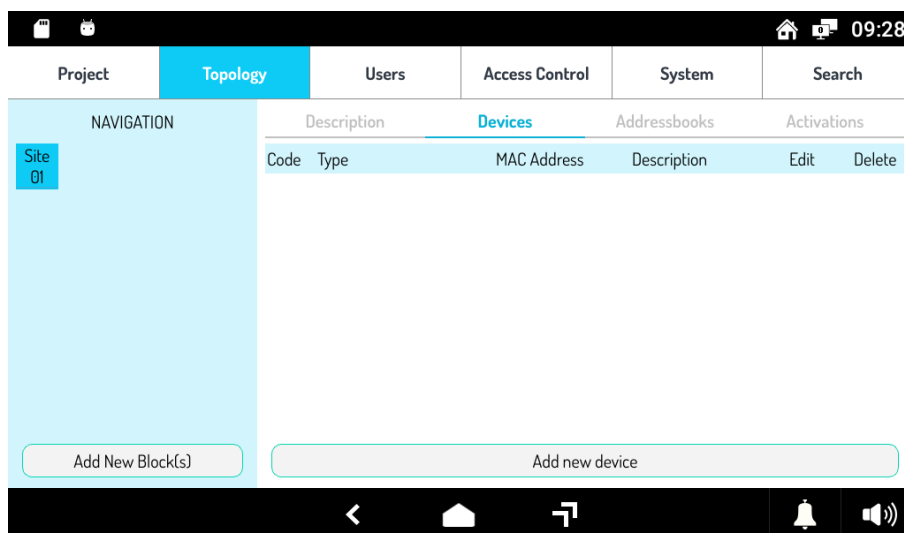 09:28
Project Topology Users Access Control System Search
NAVIGATION Description Devices Addressbooks Activations
Site
01
Code Type MAC Address Description Edit Delete
Add New Block(s) Add new device